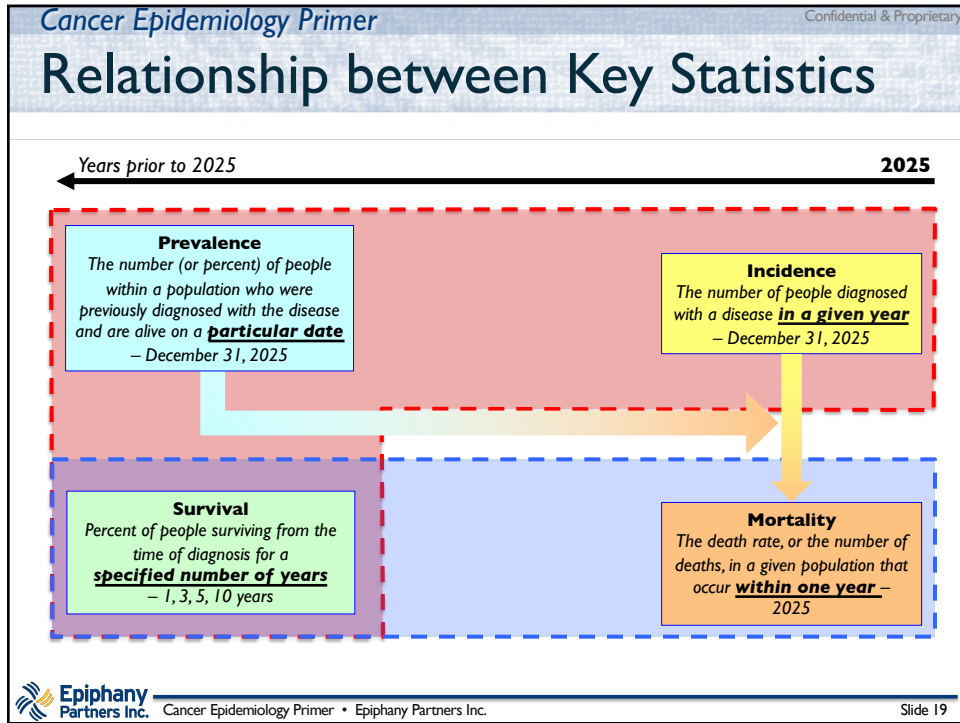 Cancer Epidemiology Primer
Confidential & Proprietary
Relationship between Key Statistics
Years prior to 2025
2025
Prevalence
The number (or percent) of people
within a population who were
previously diagnosed with the disease
and are alive on a particular date
– December 31, 2025
Incidence
The number of people diagnosed
with a disease in a given year
– December 31, 2025
Survival
Percent of people surviving from the
time of diagnosis for a
specified number of years
– 1, 3, 5, 10 years
Mortality
The death rate, or the number of
deaths, in a given population that
occur within one year –
2025
Epiphany
Partners Inc.
Cancer Epidemiology Primer • Epiphany Partners Inc.
Slide 19